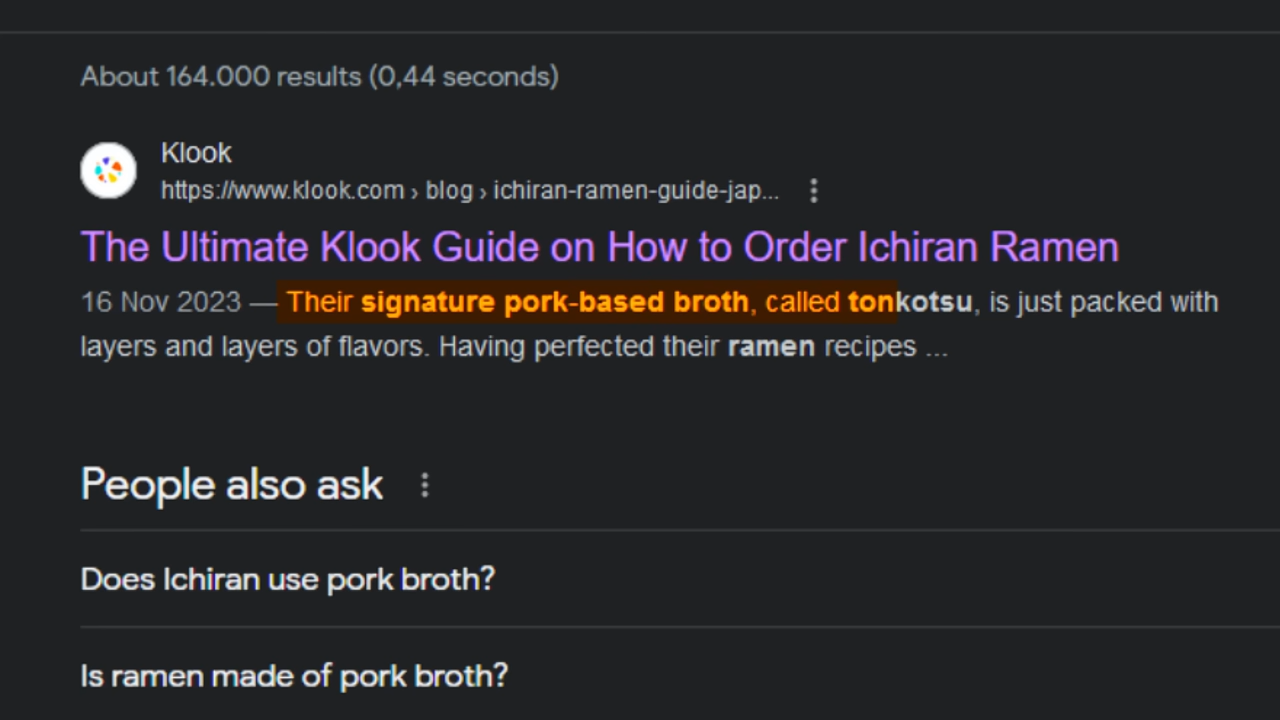 About 164.000 results (0,44 seconds)
Klook
https://www.klook.com › blog › ichiran-ramen-guide-jap...
The Ultimate Klook Guide on How to Order Ichiran Ramen
16 Nov 2023 — Their signature pork-based broth, called tonkotsu, is just packed with
layers and layers of flavors. Having perfected their ramen recipes ...
People also ask
Does Ichiran use pork broth?
Is ramen made of pork broth?